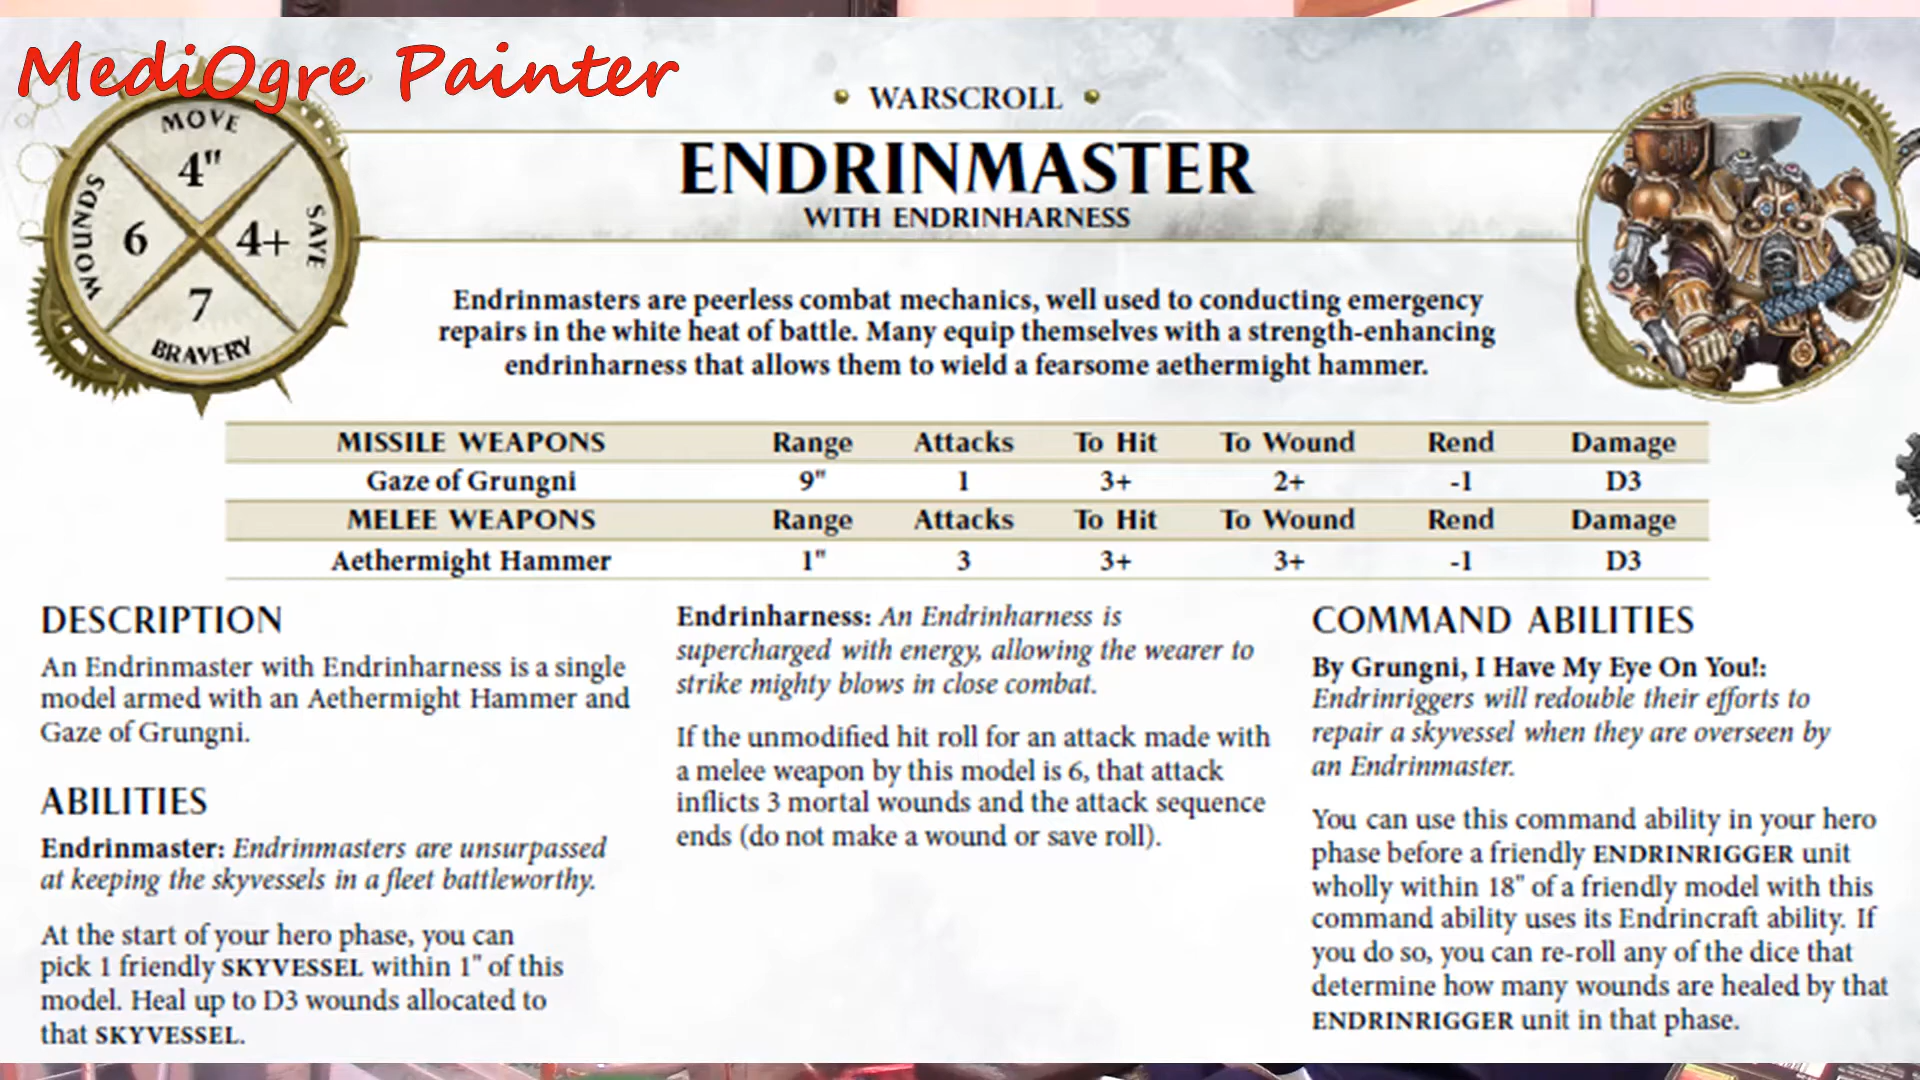 MediOgre Painter
WARSCROLL
ENDRINMASTER
WITH ENDRINHARNESS
MOVE
4"
WOUNDS
6
4+
SAVE
7
BRAVERY
Endrinmasters are peerless combat mechanics, well used to conducting emergency
repairs in the white heat of battle. Many equip themselves with a strength-enhancing
endrinharness that allows them to wield a fearsome aethermight hammer.
MISSILE WEAPONS Range Attacks To Hit To Wound Rend Damage
Gaze of Grungni 9" 1 3+ 2+ -1 D3
MELEE WEAPONS Range Attacks To Hit To Wound Rend Damage
Aethermight Hammer 1" 3 3+ 3+ -1 D3
DESCRIPTION
An Endrinmaster with Endrinharness is a single
model armed with an Aethermight Hammer and
Gaze of Grungni.
ABILITIES
Endrinmaster: Endrinmasters are unsurpassed
at keeping the skyvessels in a fleet battleworthy.
At the start of your hero phase, you can
pick 1 friendly SKYVESSEL within 1" of this
model. Heal up to D3 wounds allocated to
that SKYVESSEL.
Endrinharness: An Endrinharness is
supercharged with energy, allowing the wearer to
strike mighty blows in close combat.
If the unmodified hit roll for an attack made with
a melee weapon by this model is 6, that attack
inflicts 3 mortal wounds and the attack sequence
ends (do not make a wound or save roll).
COMMAND ABILITIES
By Grungni, I Have My Eye On You!:
Endrinriggers will redouble their efforts to
repair a skyvessel when they are overseen by
an Endrinmaster.
You can use this command ability in your hero
phase before a friendly ENDRINRIGGER unit
wholly within 18" of a friendly model with this
command ability uses its Endrincraft ability. If
you do so, you can re-roll any of the dice that
determine how many wounds are healed by that
ENDRINRIGGER unit in that phase.